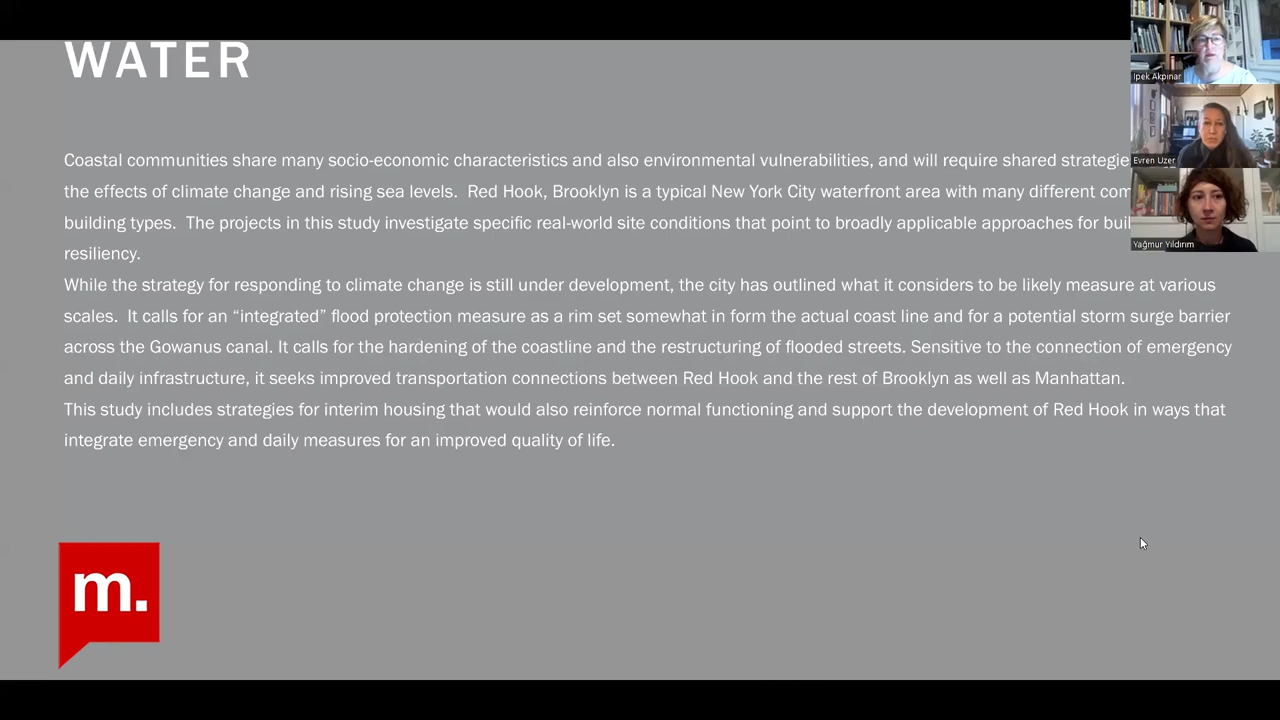 WATER
Coastal communities share many socio-economic characteristics and also environmental vulnerabilities, and will require shared
the effects of climate change and rising sea levels.  Red Hook, Brooklyn is a typical New York City waterfront area with many different
building types.  The projects in this study investigate specific real-world site conditions that point to broadly applicable approaches for
resiliency.
While the strategy for responding to climate change is still under development, the city has outlined what it considers to be likely measure at various
scales.  It calls for an “integrated” flood protection measure as a rim set somewhat in form the actual coast line and for a potential storm surge barrier
across the Gowanus canal. It calls for the hardening of the coastline and the restructuring of flooded streets. Sensitive to the connection of emergency
and daily infrastructure, it seeks improved transportation connections between Red Hook and the rest of Brooklyn as well as Manhattan.
This study includes strategies for interim housing that would also reinforce normal functioning and support the development of Red Hook in ways that
integrate emergency and daily measures for an improved quality of life.
m.
Ipek Akpınar
Evren Uzer
Yağmur Yıldırım